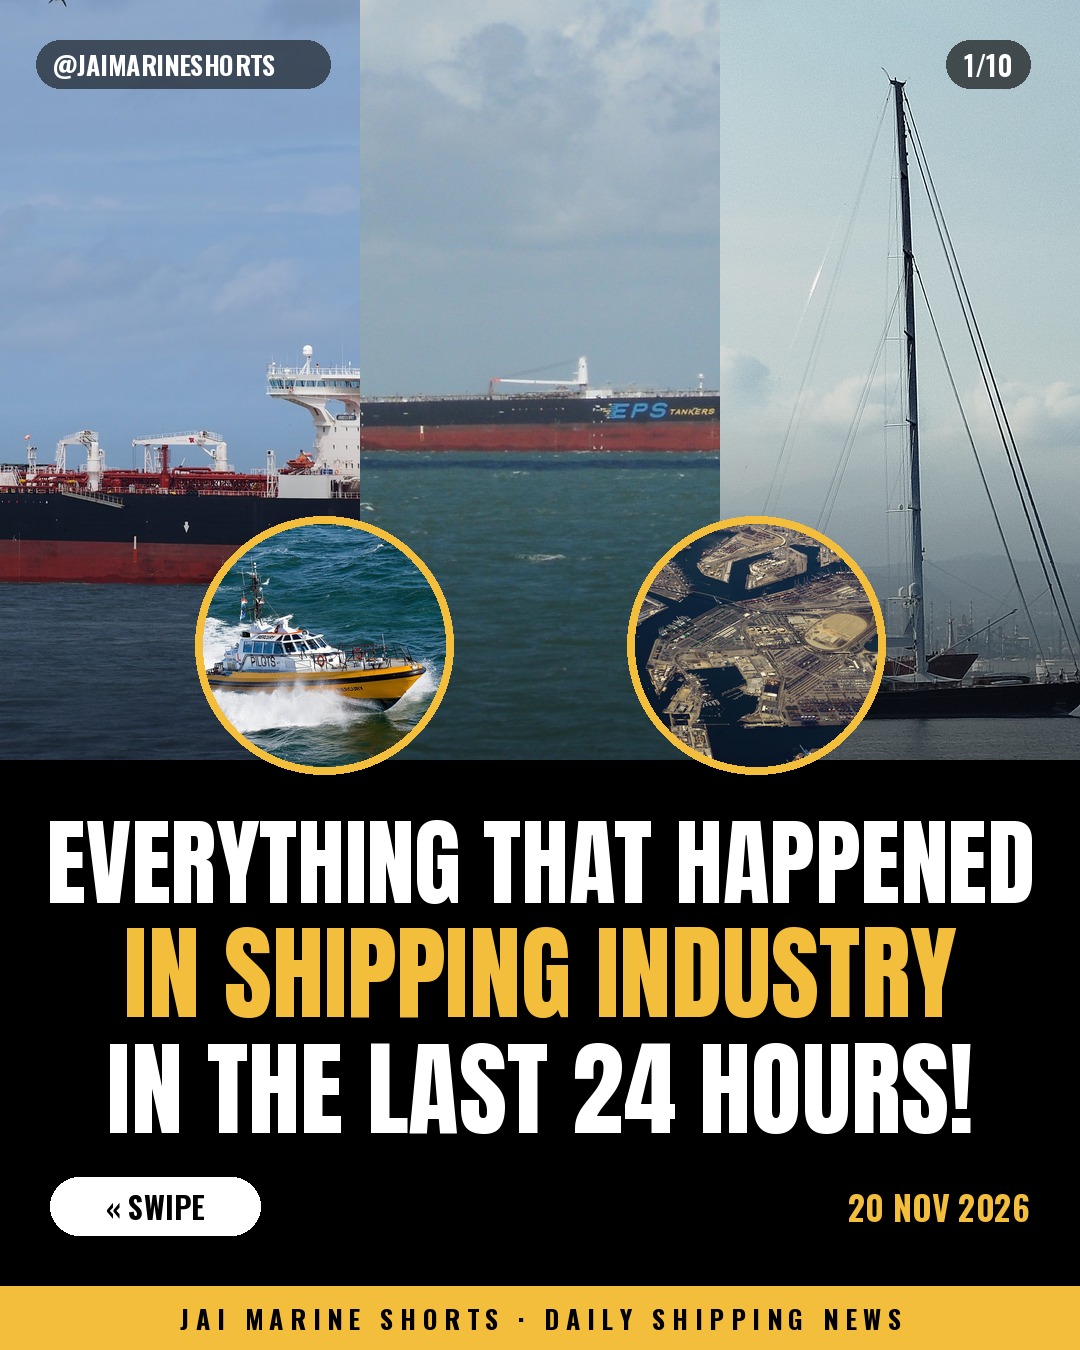 @JAIMARINESHORTS
1/10
EPS TANKERS
PILOTS
MERCURY
EVERYTHING THAT HAPPENED
IN SHIPPING INDUSTRY
IN THE LAST 24 HOURS!
« SWIPE
20 NOV 2026
JAI MARINE SHORTS · DAILY SHIPPING NEWS